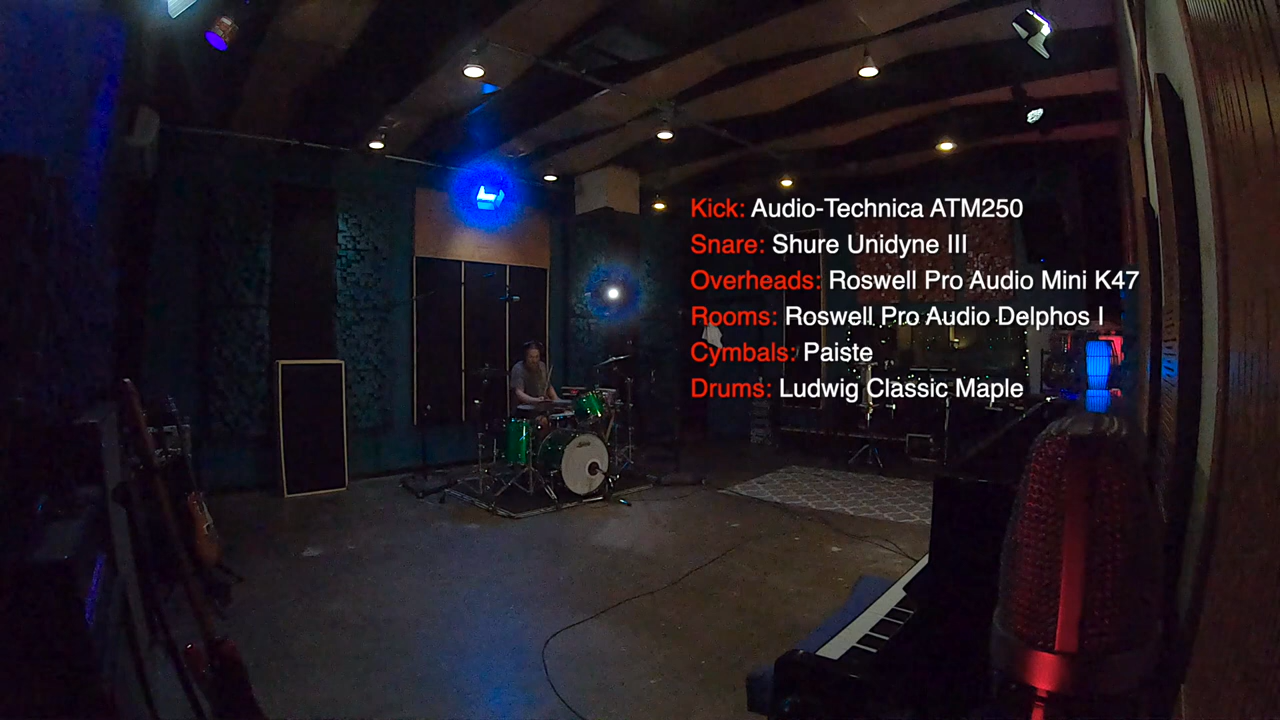 Kick: Audio-Technica ATM250
Snare: Shure Unidyne III
Overheads: Roswell Pro Audio Mini K47
Rooms: Roswell Pro Audio Delphos I
Cymbals: Paiste
Drums: Ludwig Classic Maple